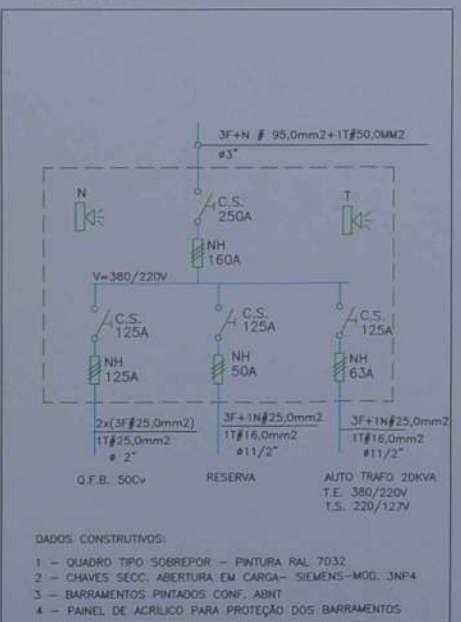 3F+N # 95,0mm2+1T#50,0MM2
ø3"
N
T
C.S.
250A
NH
160A
V=380/220V
C.S.
125A
C.S.
125A
C.S.
125A
NH
125A
NH
50A
NH
63A
2x(3F#25,0mm2)
1T#25,0mm2
ø 2"
3F+1N#25,0mm2
1T#16,0mm2
ø11/2"
3F+1N#25,0mm2
1T#16,0mm2
ø11/2"
Q.F.B. 50Cv
RESERVA
AUTO TRAFO 20KVA
T.E. 380/220V
T.S. 220/127V
DADOS CONSTRUTIVOS:
1 - QUADRO TIPO SOBREPOR - PINTURA RAL 7032
2 - CHAVES SECC. ABERTURA EM CARGA- SIEMENS-MOD. 3NP4
3 - BARRAMENTOS PINTADOS CONF. ABNT
4 - PAINEL DE ACRÍLICO PARA PROTEÇÃO DOS BARRAMENTOS